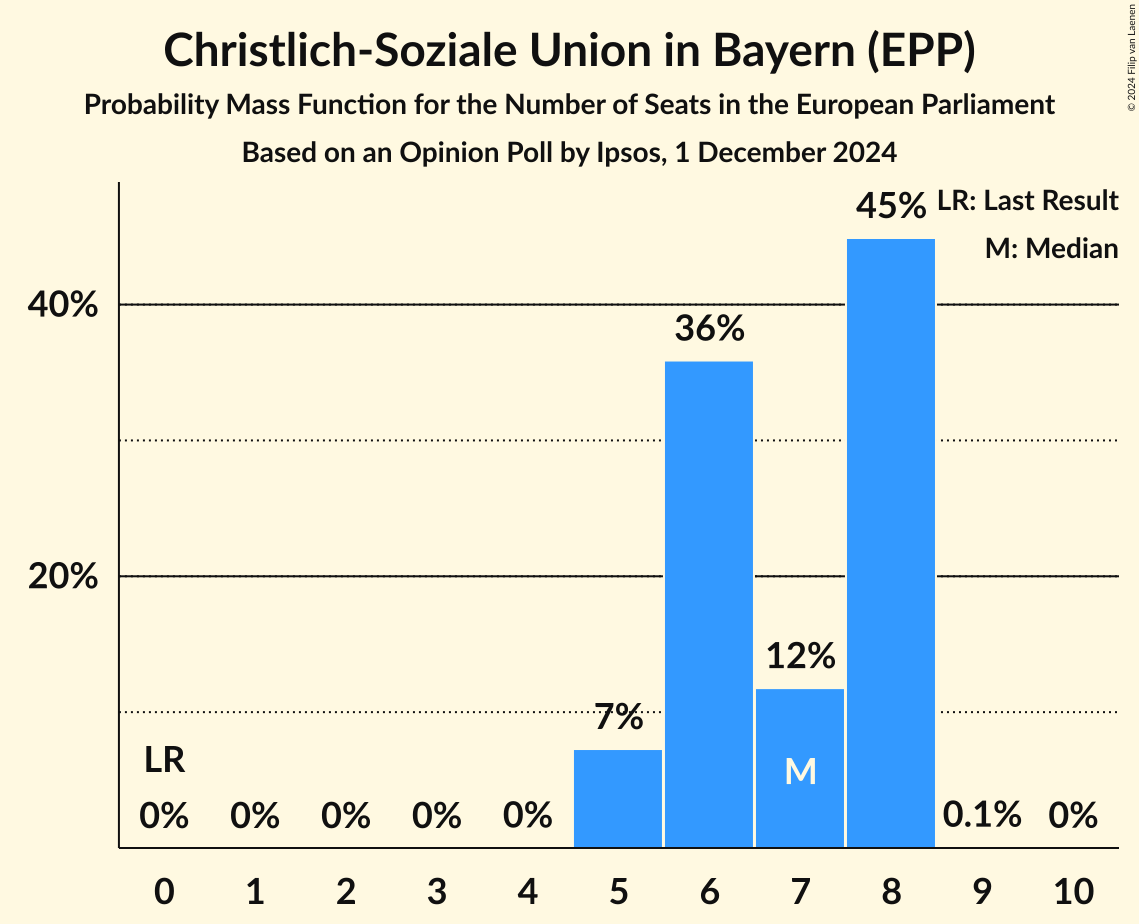 Christlich-Soziale Union in Bayern (EPP)
Probability Mass Function for the Number of Seats in the European Parliament
Based on an Opinion Poll by Ipsos, 1 December 2024
© 2024 Filip van Laenen
LR: Last Result
M: Median
45%
40%
36%
20%
12%
7%
LR
M
0% 0% 0% 0% 0% 0.1% 0%
0 1 2 3 4 5 6 7 8 9 10